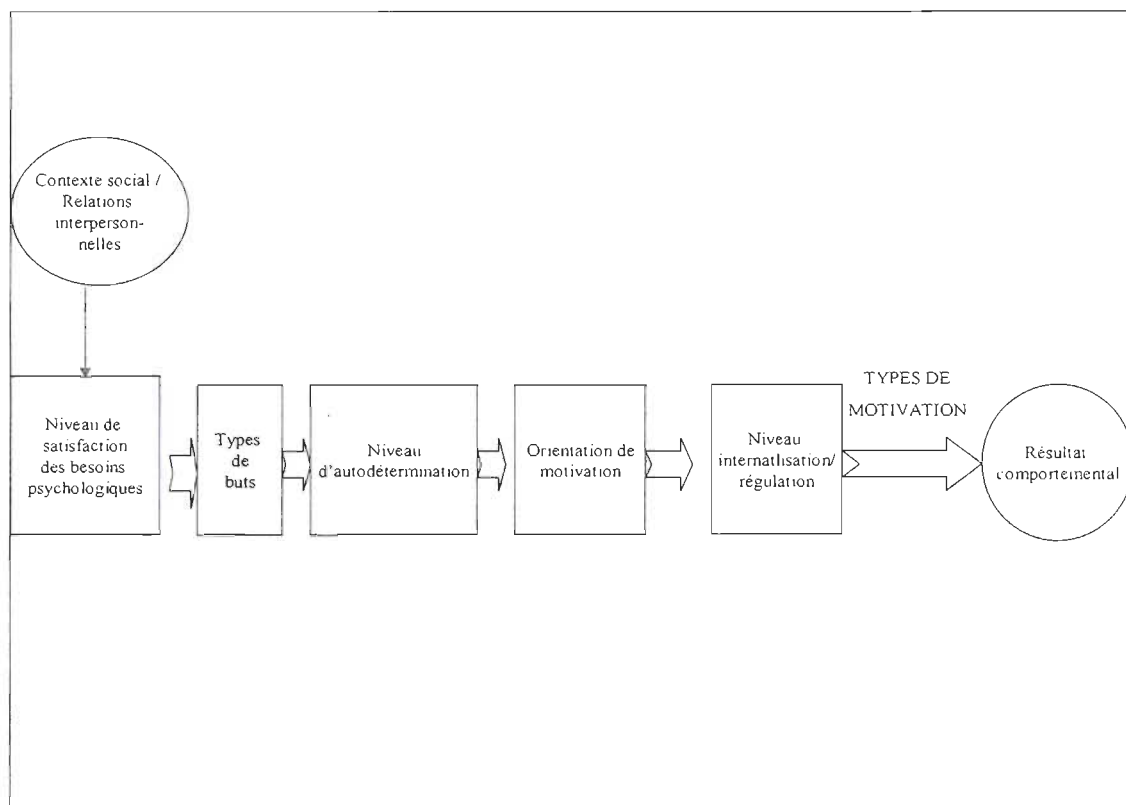 Contexte social /
Relations
interperson-
nelles
Niveau de
satisfaction
des besoins
psychologiques
Types
de
buts
Niveau
d'autodétermination
Orientation de
motivation
Niveau
internatlisation/
régulation
TYPES DE
MOTIVATION
Résultat
comportemental